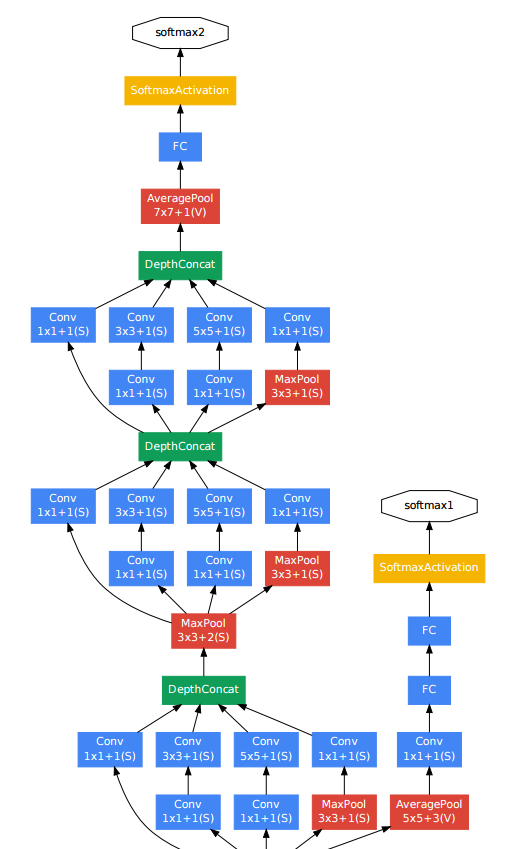 softmax2
SoftmaxActivation
FC
AveragePool
7x7+1(V)
DepthConcat
Conv
1x1+1(S)
Conv
3x3+1(S)
Conv
5x5+1(S)
Conv
1x1+1(S)
Conv
1x1+1(S)
Conv
1x1+1(S)
MaxPool
3x3+1(S)
DepthConcat
Conv
1x1+1(S)
Conv
3x3+1(S)
Conv
5x5+1(S)
Conv
1x1+1(S)
softmax1
Conv
1x1+1(S)
Conv
1x1+1(S)
MaxPool
3x3+1(S)
SoftmaxActivation
MaxPool
3x3+2(S)
FC
DepthConcat
FC
Conv
1x1+1(S)
Conv
3x3+1(S)
Conv
5x5+1(S)
Conv
1x1+1(S)
Conv
1x1+1(S)
Conv
1x1+1(S)
Conv
1x1+1(S)
MaxPool
3x3+1(S)
AveragePool
5x5+3(V)